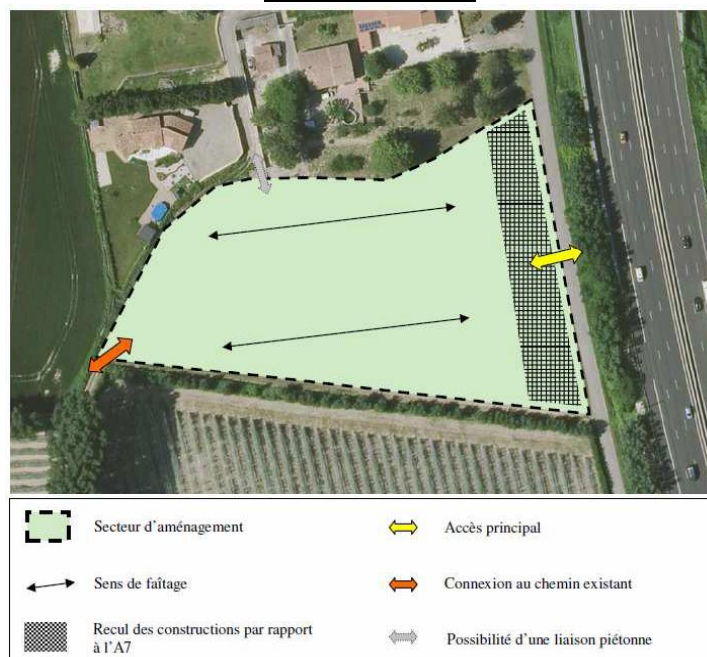 Secteur d'aménagement
Accès principal
Sens de faîtage
Connexion au chemin existant
Recul des constructions par rapport
à l'A7
Possibilité d'une liaison piétonne